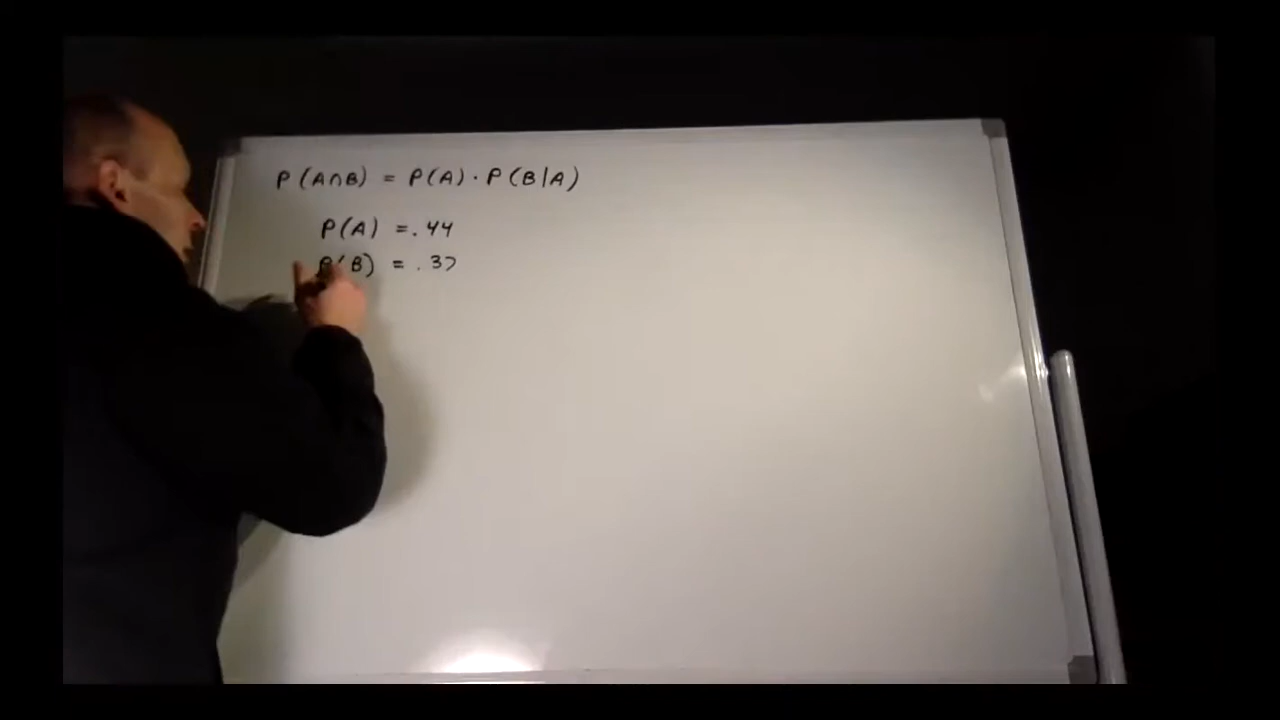 P(A∩B) = P(A)·P(B|A)
P(A) = .44
P(B) = .37